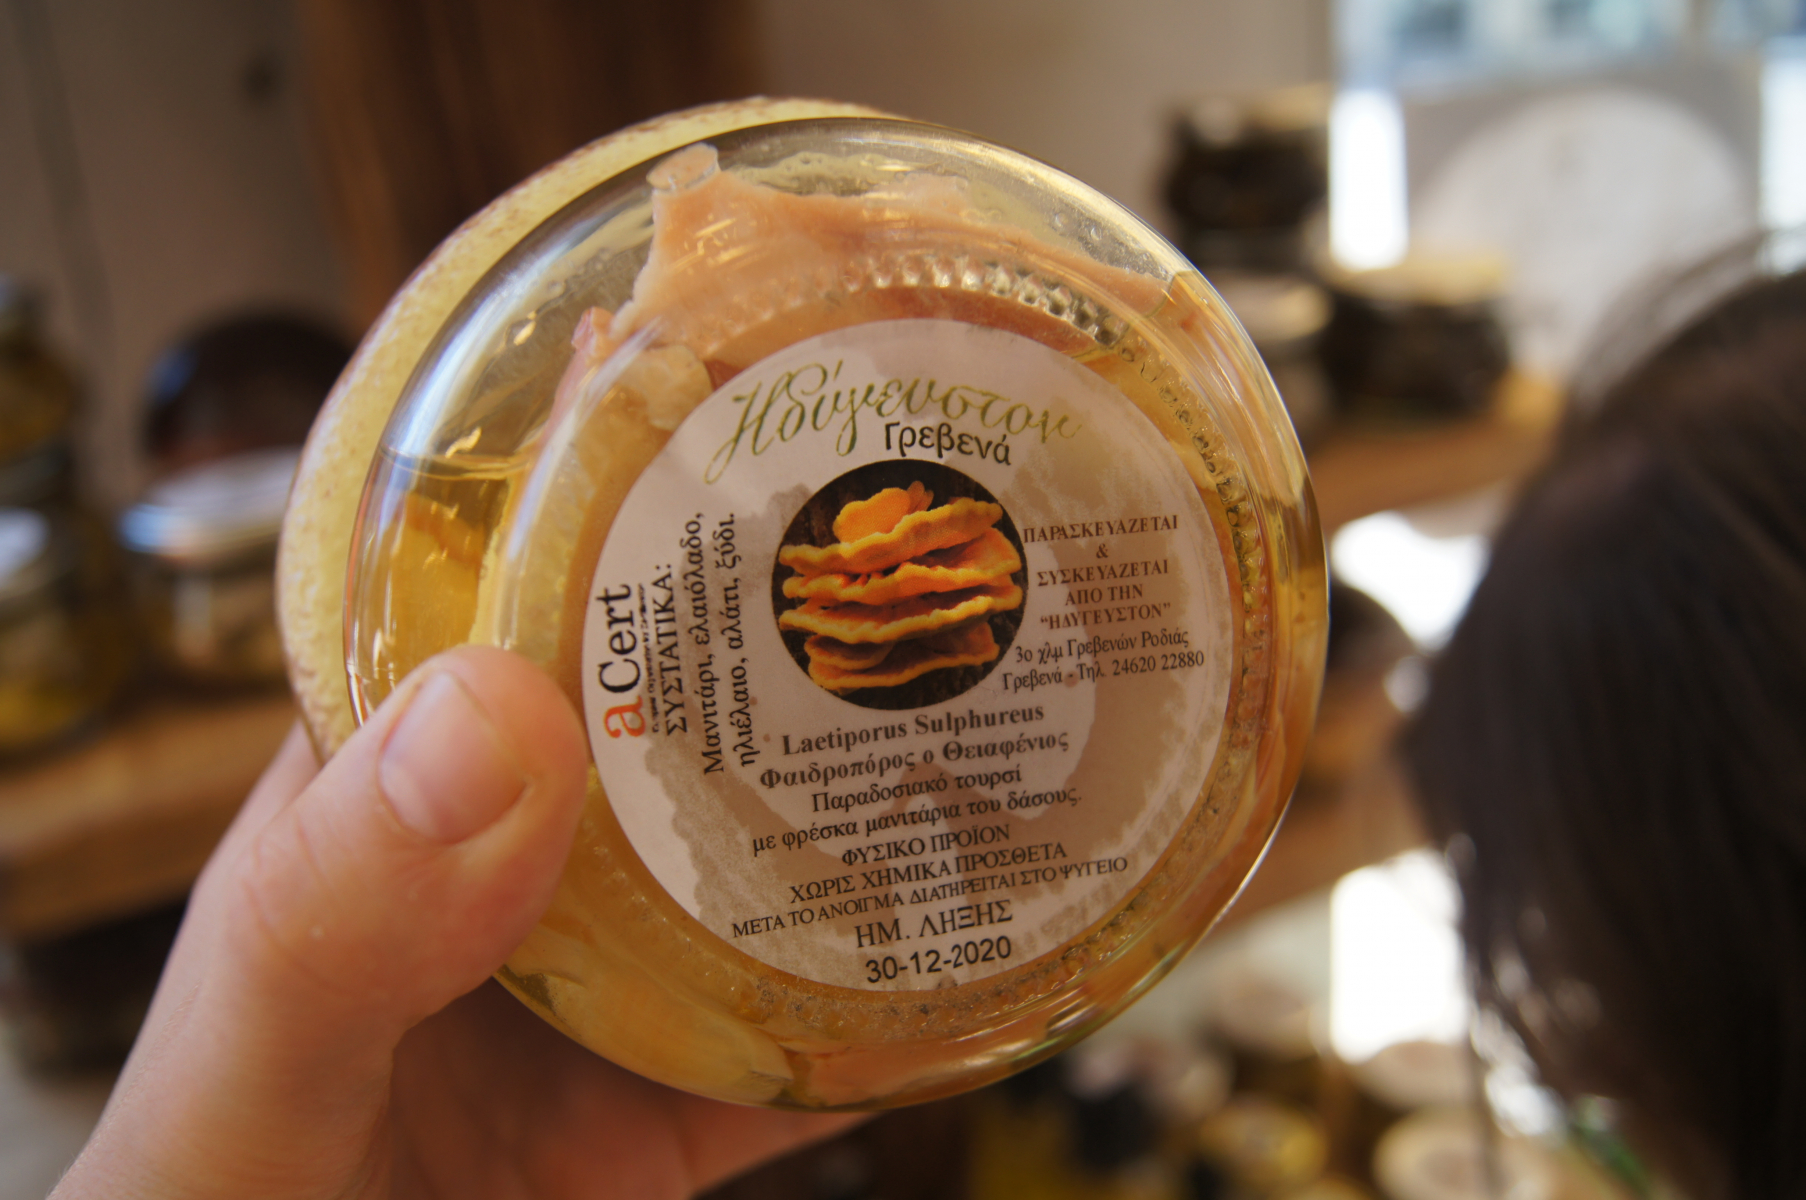 Ηδύγευστον
Γρεβενά
aCert
ΣΥΣΤΑΤΙΚΑ:
Μανιτάρι, ελαιόλαδο,
ηλιέλαιο, αλάτι, ξύδι.
ΠΑΡΑΣΚΕΥΑΖΕΤΑΙ
&
ΣΥΣΚΕΥΑΖΕΤΑΙ
ΑΠΟ ΤΗΝ
“ΗΔΥΓΕΥΣΤΟΝ”
3ο χλμ Γρεβενών Ροδιάς
Γρεβενά - Τηλ. 24620 22880
Laetiporus Sulphureus
Φαιδροπόρος ο Θειαφένιος
Παραδοσιακό τουρσί
με φρέσκα μανιτάρια του δάσους.
ΦΥΣΙΚΟ ΠΡΟΪΟΝ
ΧΩΡΙΣ ΧΗΜΙΚΑ ΠΡΟΣΘΕΤΑ
ΜΕΤΑ ΤΟ ΑΝΟΙΓΜΑ ΔΙΑΤΗΡΕΙΤΑΙ ΣΤΟ ΨΥΓΕΙΟ
ΗΜ. ΛΗΞΗΣ
30-12-2020